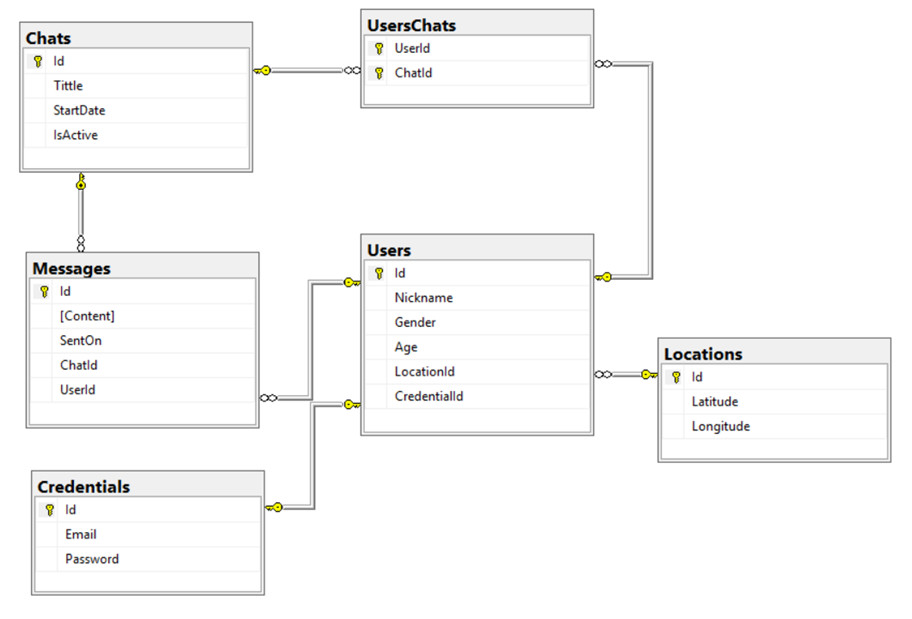 Chats
Id
Tittle
StartDate
IsActive
UsersChats
UserId
ChatId
Messages
Id
[Content]
SentOn
ChatId
UserId
Users
Id
Nickname
Gender
Age
LocationId
CredentialId
Locations
Id
Latitude
Longitude
Credentials
Id
Email
Password